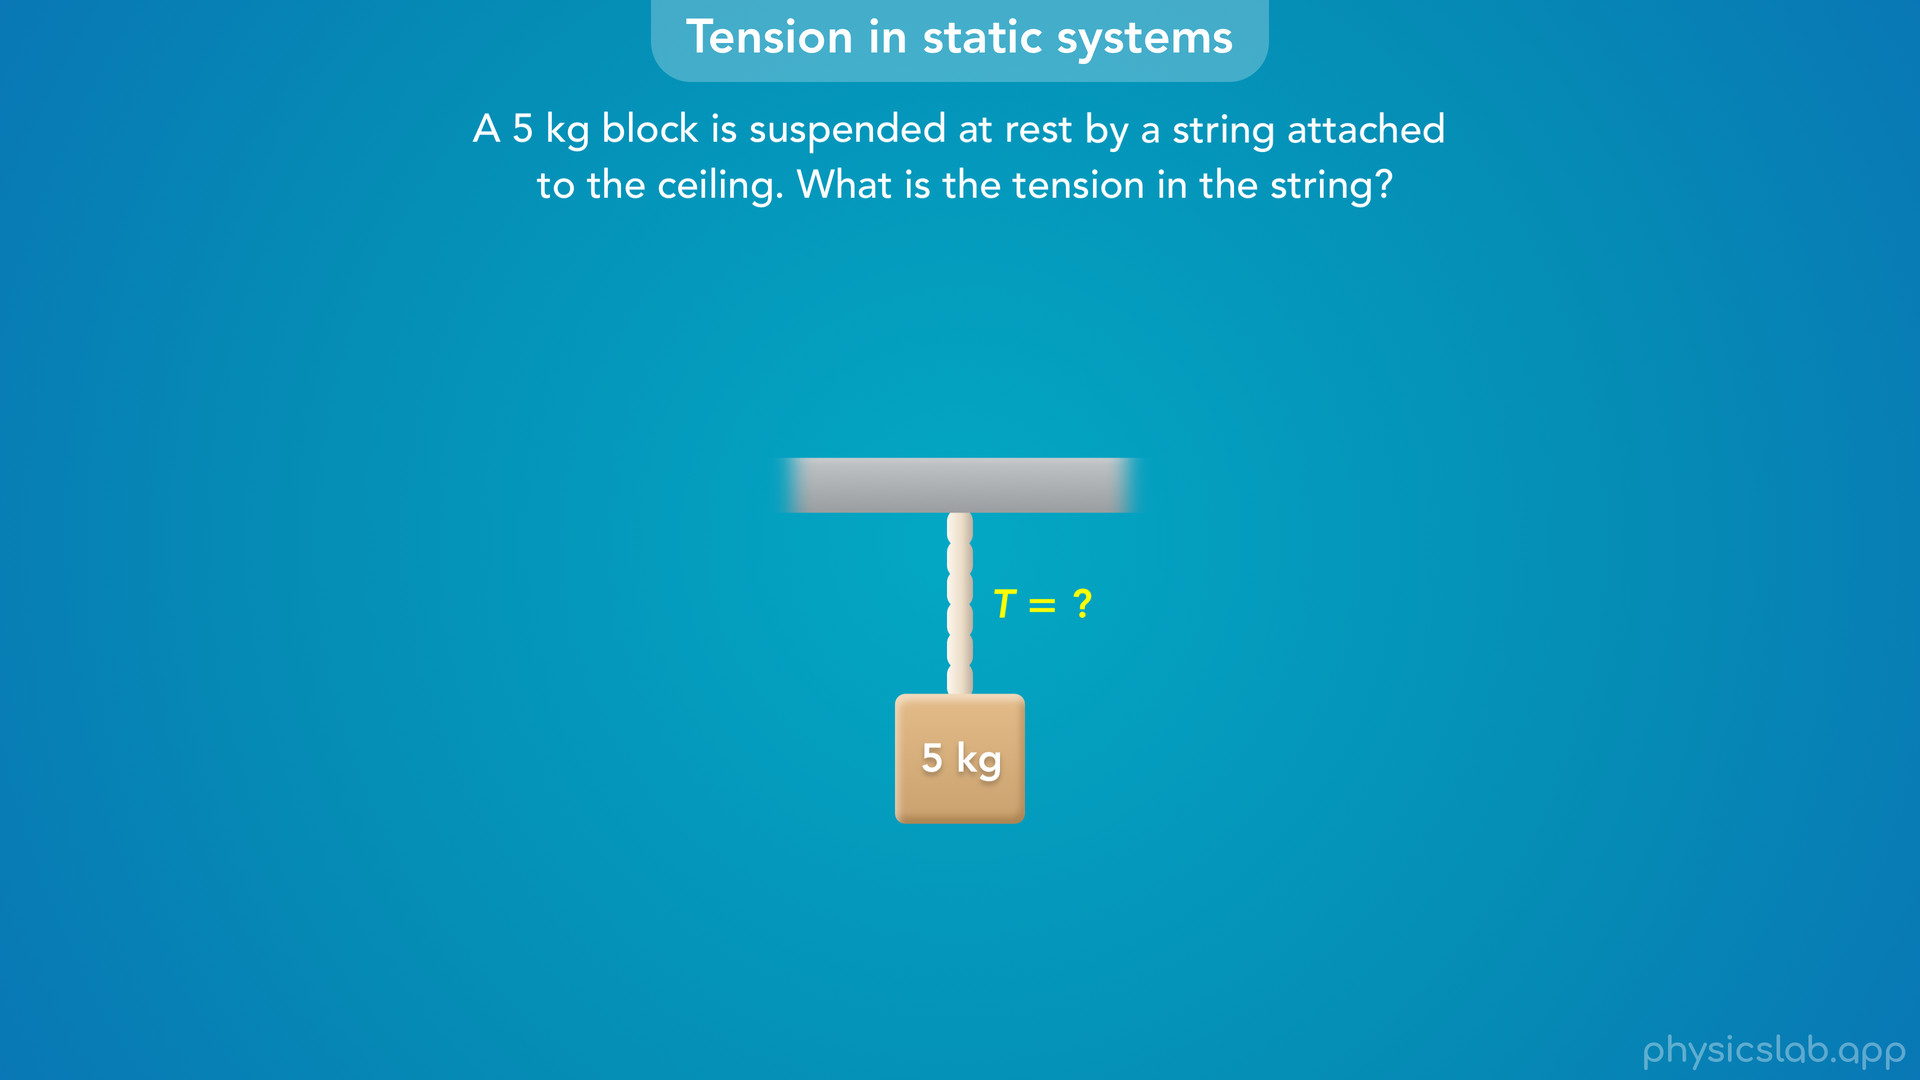 Tension in static systems
A 5 kg block is suspended at rest by a string attached
to the ceiling. What is the tension in the string?
T = ?
5 kg
physicslab.app